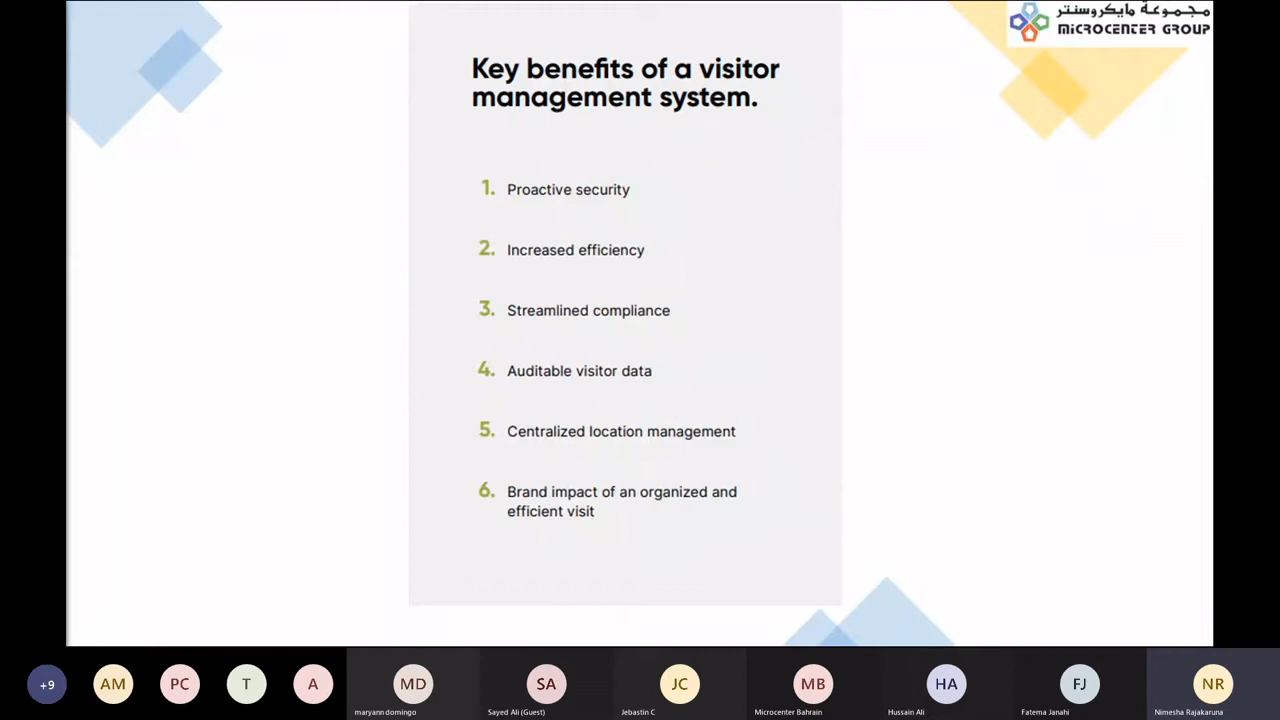 مجموعة مايكروسنتر
MICROCENTER GROUP
Key benefits of a visitor
management system.
1. Proactive security
2. Increased efficiency
3. Streamlined compliance
4. Auditable visitor data
5. Centralized location management
6. Brand impact of an organized and
efficient visit
+9
AM
PC
T
A
MD
SA
JC
MB
HA
FJ
NR
maryann domingo
Sayed Ali (Guest)
Jebastin C
Microcenter Bahrain
Hussain Ali
Fatema Janahi
Nimesha Rajakaruna